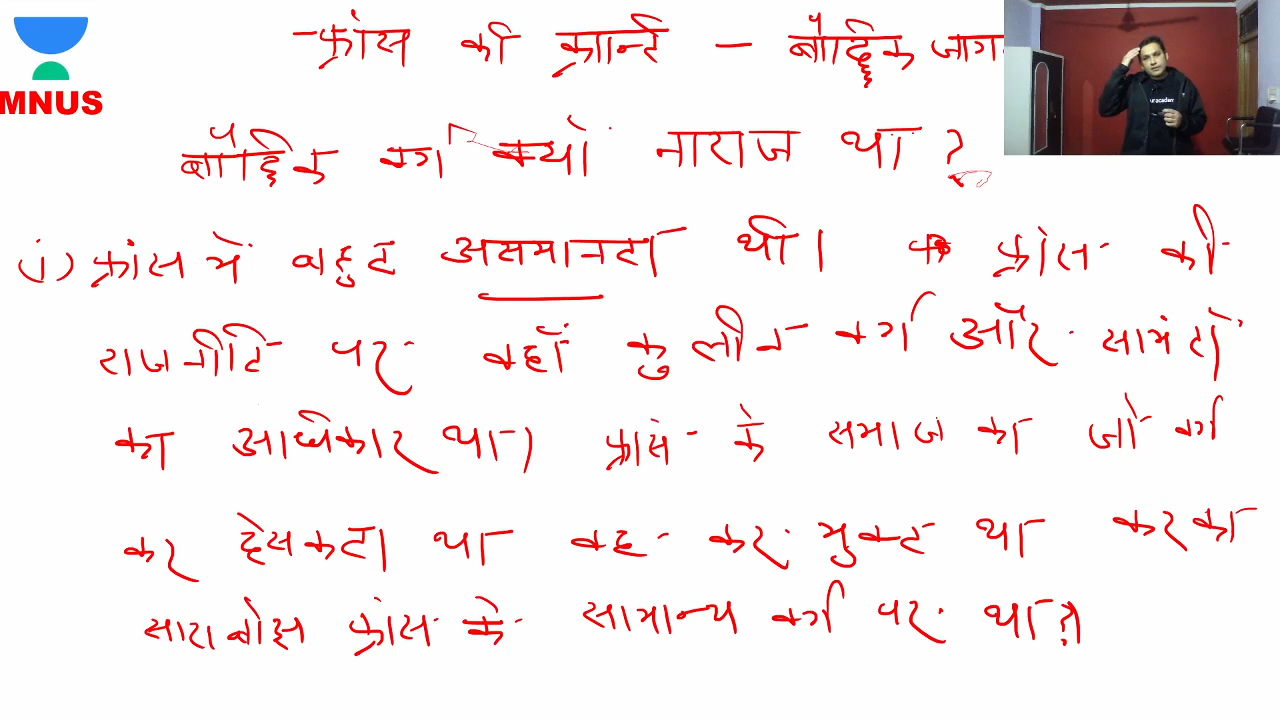 फ्रांस की क्रान्ति - बौद्धिक जाग
MNUS
बौद्धिक वर्ग क्यों नाराज था ?
(i) फ्रांस में बहुत असमानता थी। फ्रांस की
राजनीति पर वहाँ कुलीन वर्ग और सामंतों
का अधिकार था। फ्रांस के समाज का जो वर्ग
कर दे सकता था वह कर मुक्त था कर का
सारा बोझ फ्रांस के सामान्य वर्ग पर था।